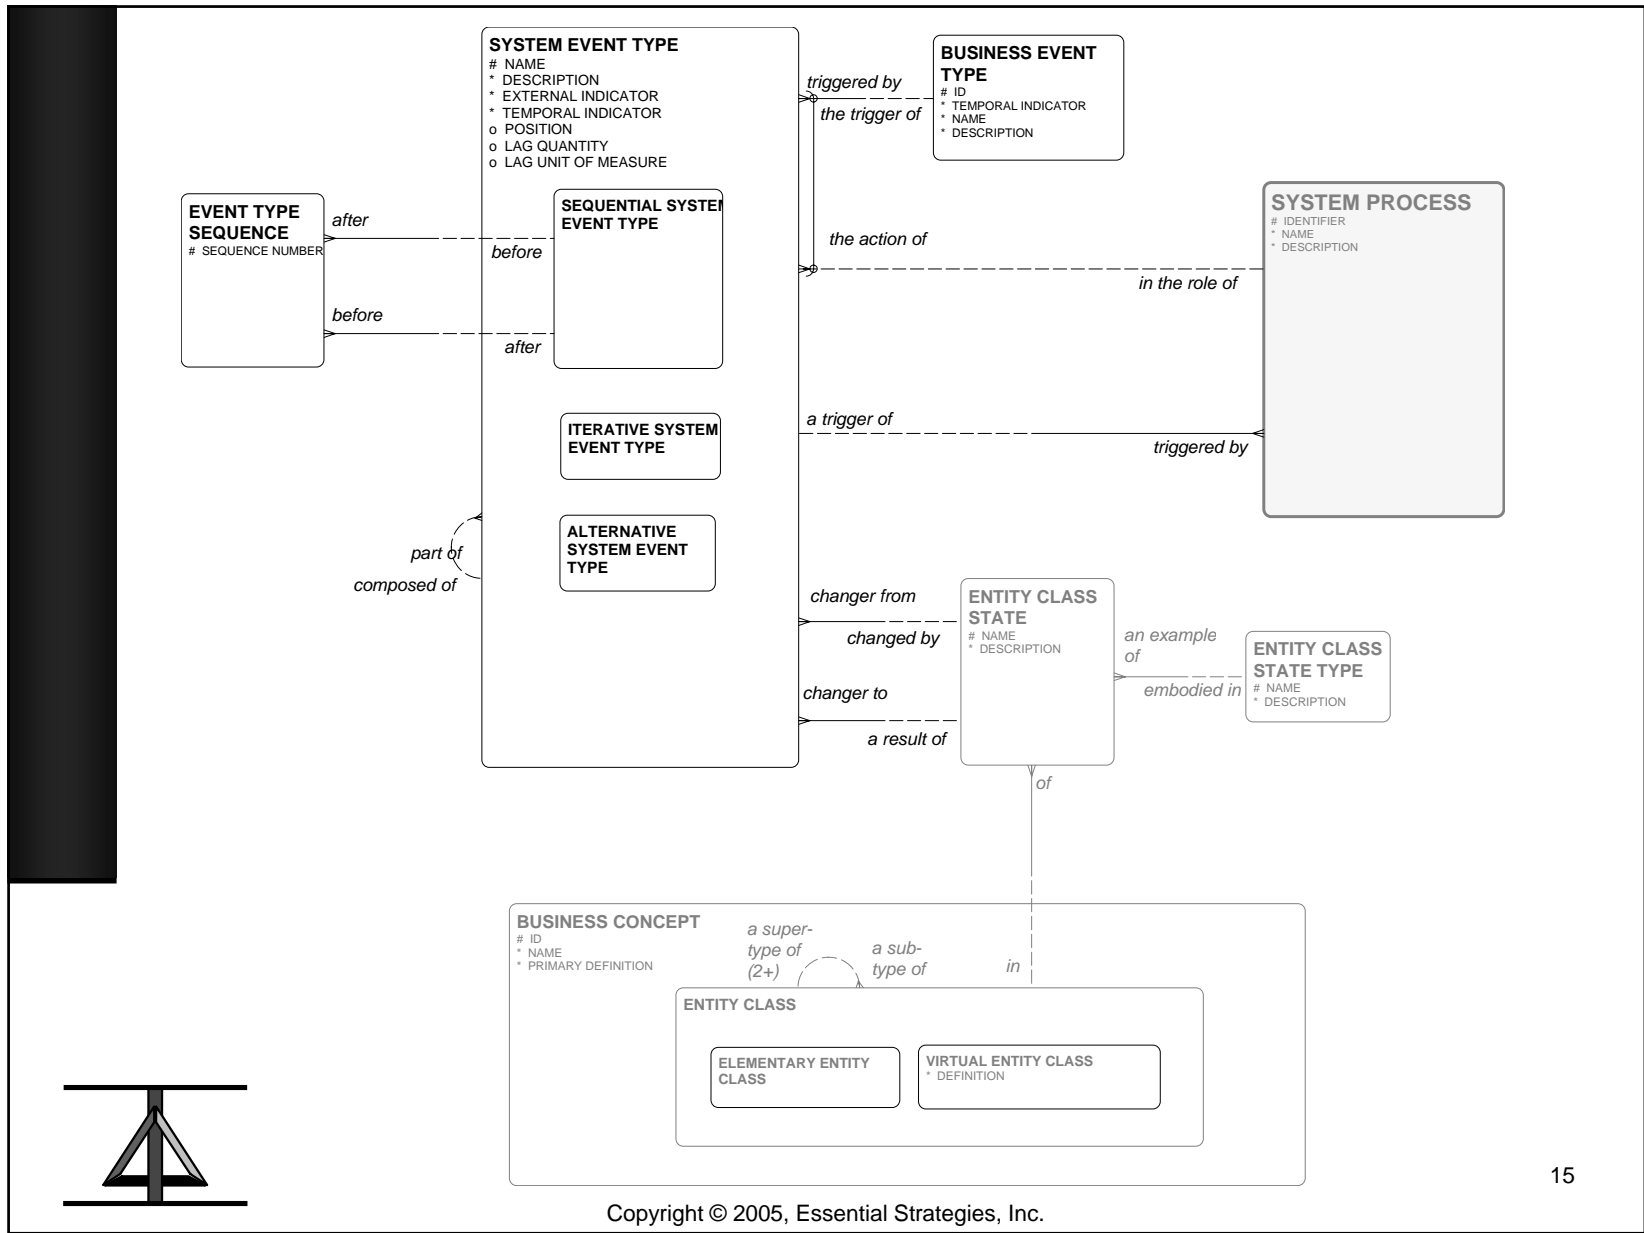 SYSTEM EVENT TYPE
# NAME
* DESCRIPTION
* EXTERNAL INDICATOR
* TEMPORAL INDICATOR
o POSITION
o LAG QUANTITY
o LAG UNIT OF MEASURE
triggered by
the trigger of
BUSINESS EVENT
TYPE
# ID
* TEMPORAL INDICATOR
* NAME
* DESCRIPTION
EVENT TYPE
SEQUENCE
# SEQUENCE NUMBER
after
before
before
after
SEQUENTIAL SYSTEM
EVENT TYPE
the action of
in the role of
SYSTEM PROCESS
# IDENTIFIER
* NAME
* DESCRIPTION
ITERATIVE SYSTEM
EVENT TYPE
a trigger of
triggered by
ALTERNATIVE
SYSTEM EVENT
TYPE
part of
composed of
changer from
changed by
changer to
a result of
ENTITY CLASS
STATE
# NAME
* DESCRIPTION
an example
of
embodied in
ENTITY CLASS
STATE TYPE
# NAME
* DESCRIPTION
of
in
BUSINESS CONCEPT
# ID
* NAME
* PRIMARY DEFINITION
a super-
type of
(2+)
a sub-
type of
ENTITY CLASS
ELEMENTARY ENTITY
CLASS
VIRTUAL ENTITY CLASS
* DEFINITION
15
Copyright © 2005, Essential Strategies, Inc.